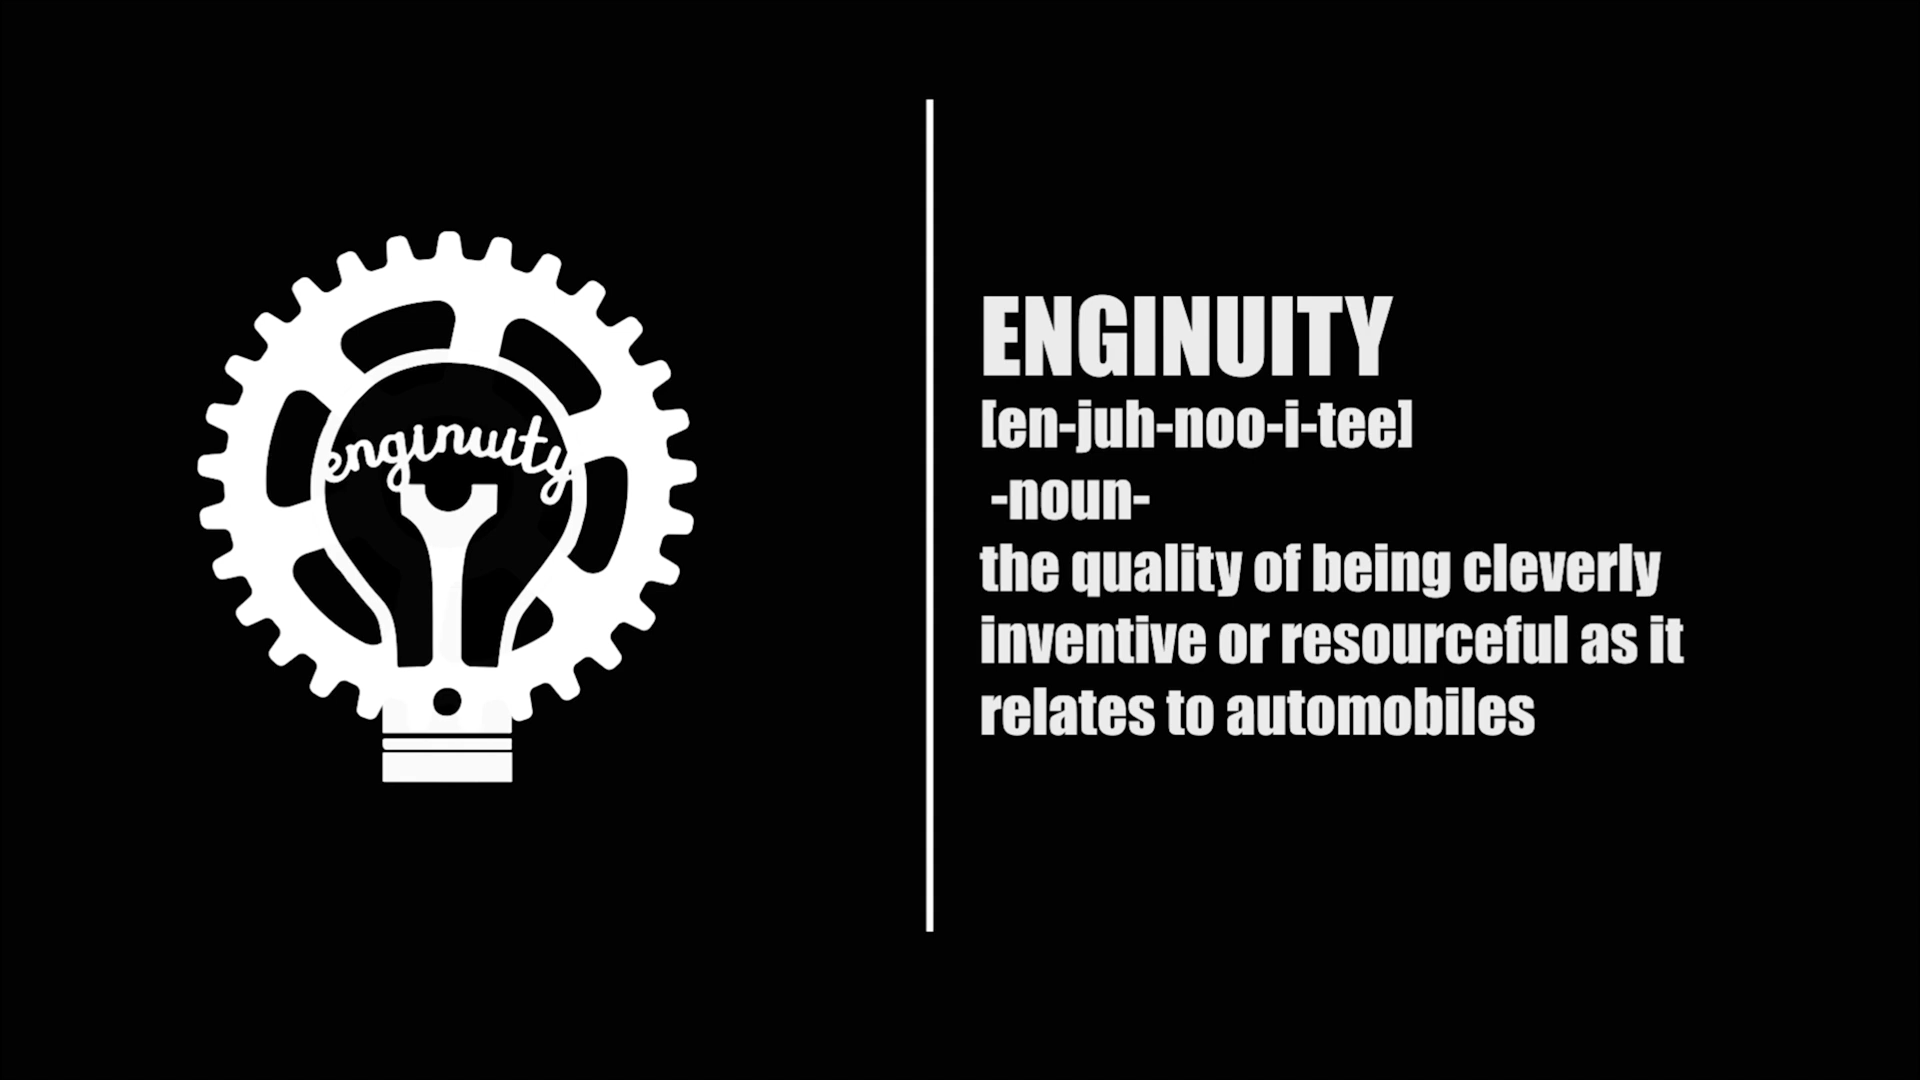 enginuity
ENGINUITY
[en-juh-noo-i-tee]
-noun-
the quality of being cleverly
inventive or resourceful as it
relates to automobiles